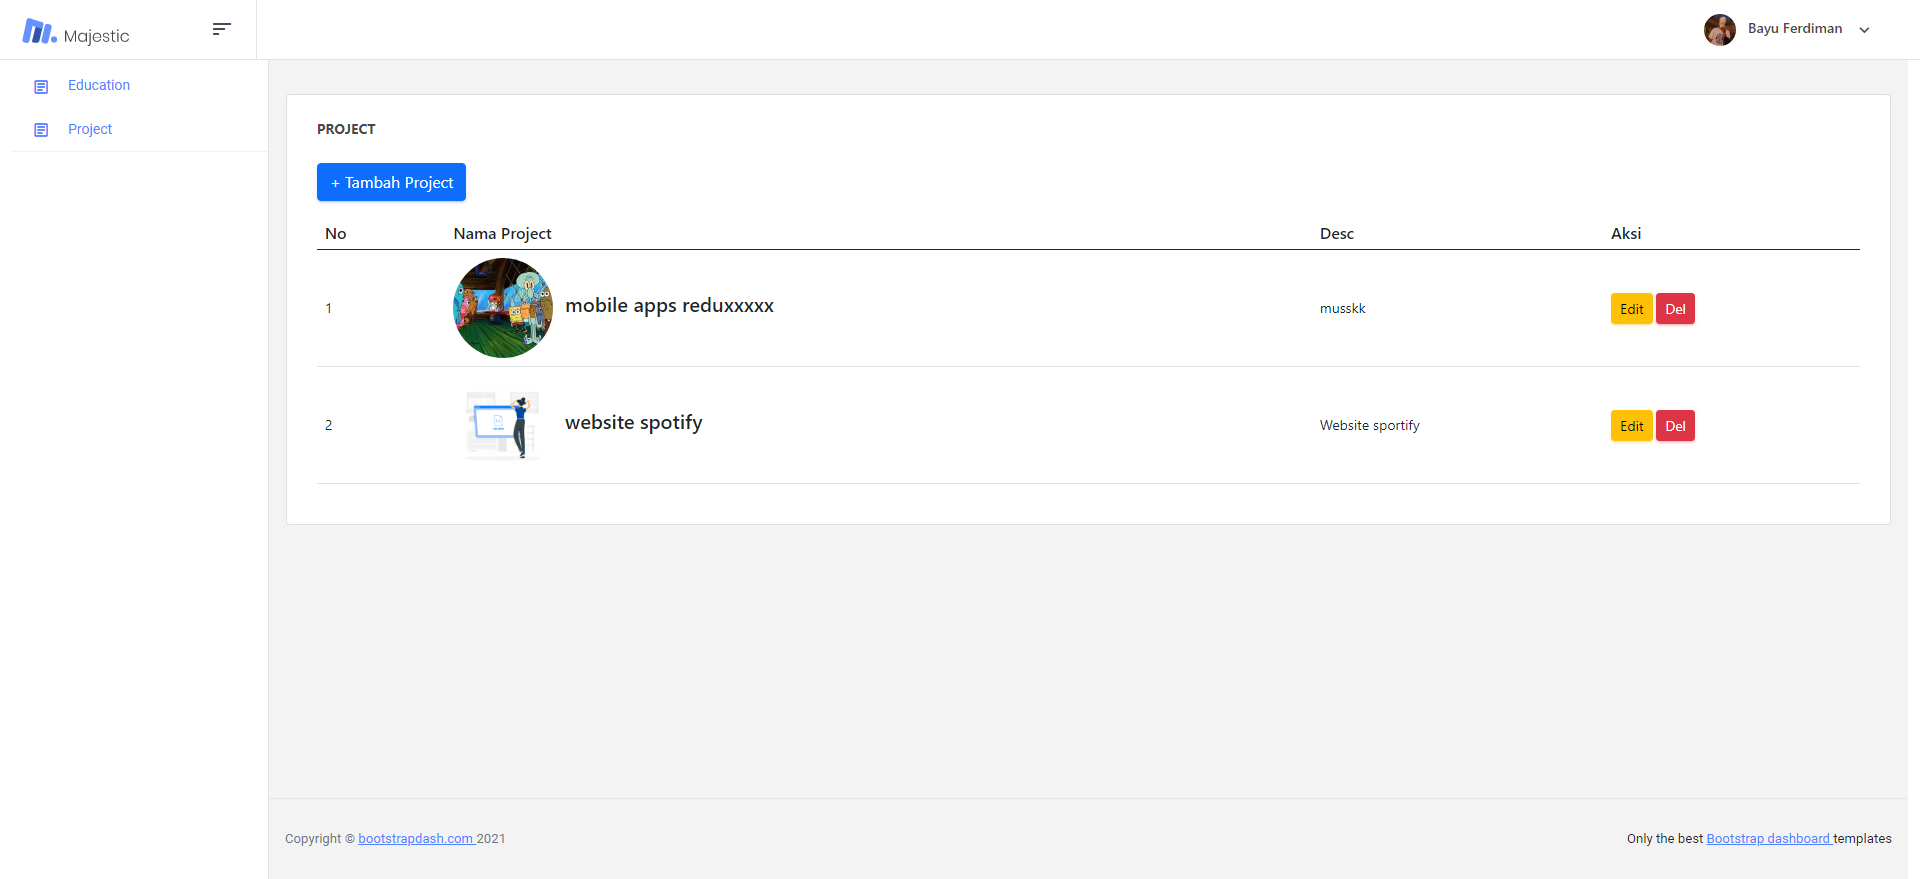 Majestic
Bayu Ferdiman
Education
Project
PROJECT
+ Tambah Project
No Nama Project Desc Aksi
1 mobile apps reduxxxxx musskk Edit Del
2 website spotify Website sportify Edit Del
Copyright © bootstrapdash.com 2021
Only the best Bootstrap dashboard templates